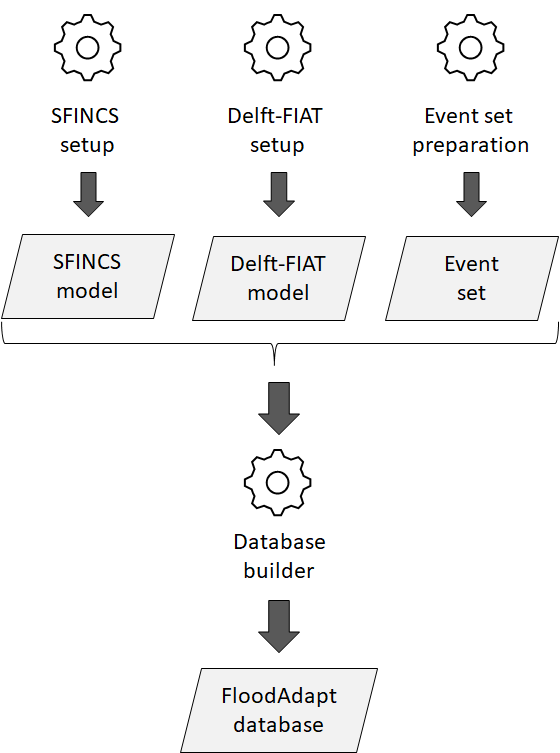 SFINCS
setup
Delft-FIAT
setup
Event set
preparation
SFINCS
model
Delft-FIAT
model
Event
set
Database
builder
FloodAdapt
database